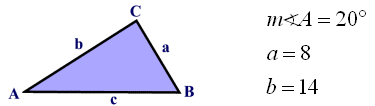 C
b
a
A
B
c
m∢A = 20°
a = 8
b = 14